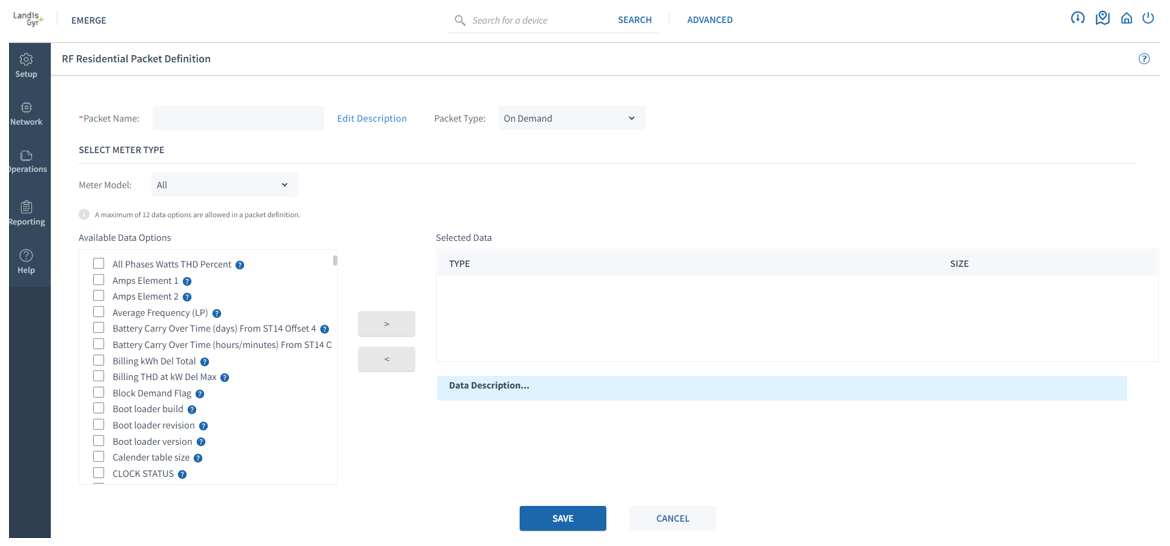 Landis Gyr+
EMERGE
Search for a device
SEARCH
ADVANCED
Setup
Network
Operations
Reporting
Help
RF Residential Packet Definition
*Packet Name:
Edit Description
Packet Type:
On Demand
SELECT METER TYPE
Meter Model:
All
A maximum of 12 data options are allowed in a packet definition.
Available Data Options
All Phases Watts THD Percent
Amps Element 1
Amps Element 2
Average Frequency (LP)
Battery Carry Over Time (days) From ST14 Offset 4
Battery Carry Over Time (hours/minutes) From ST14 O
Billing kWh Del Total
Billing THD at kW Del Max
Block Demand Flag
Boot loader build
Boot loader revision
Boot loader version
Calender table size
CLOCK STATUS
>
<
Selected Data
TYPE
SIZE
Data Description...
SAVE
CANCEL